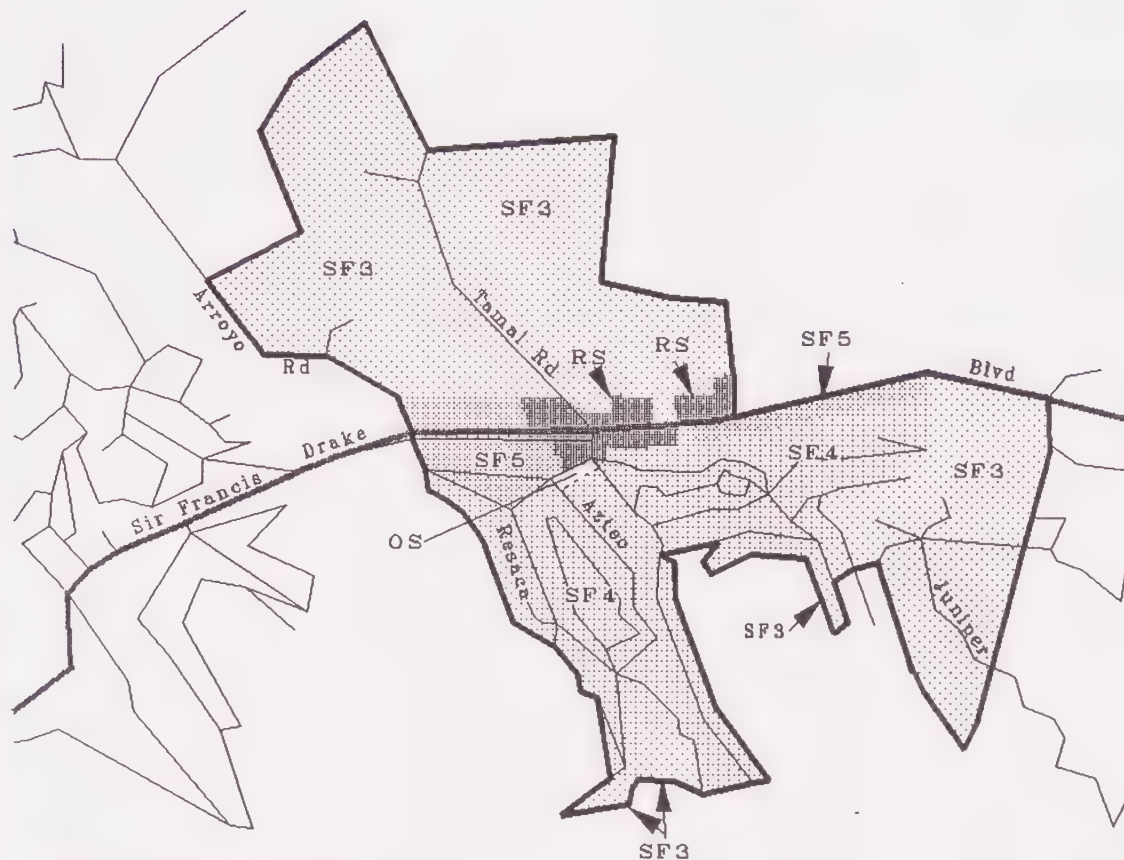 SF3
SF3
Arroyo
Rd
Tamal Rd
RS
RS
SF5
Blvd
Sir Francis Drake
SF5
SF4
SF3
OS
Resaca
Aztec
SF4
SF3
Juniper
SF3